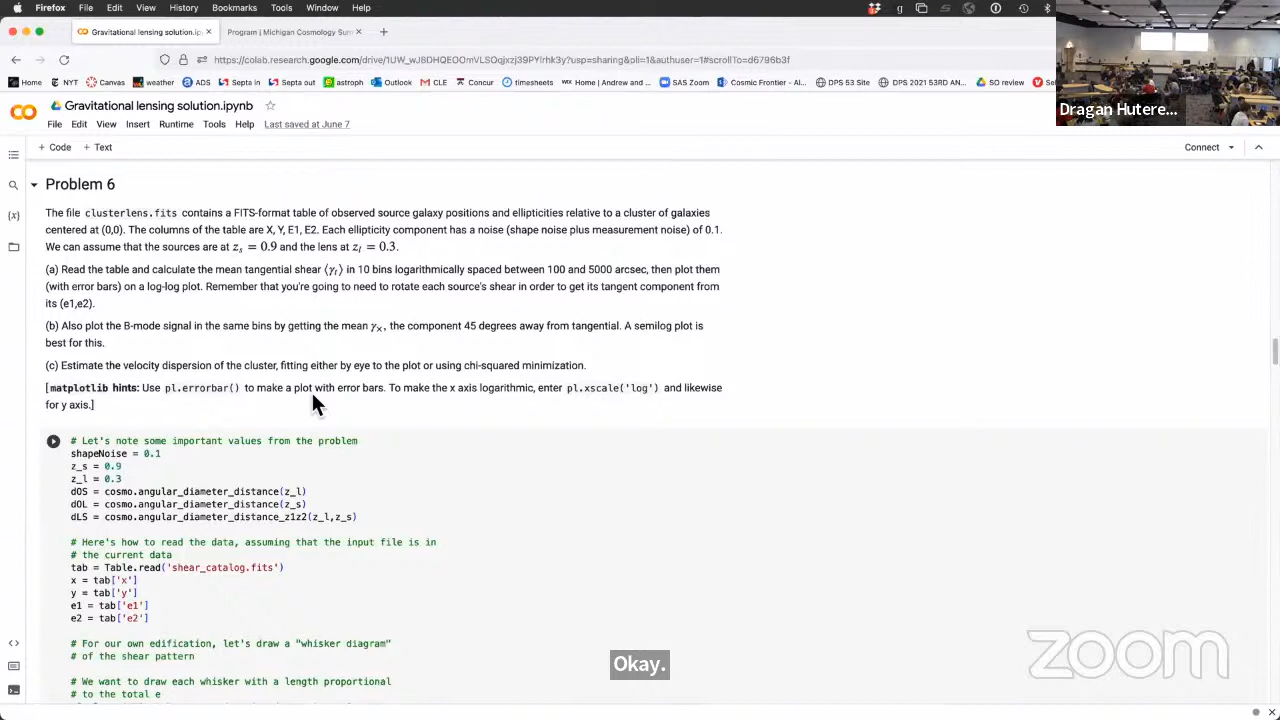 Firefox File Edit View History Bookmarks Tools Window Help
Gravitational lensing solution.ip
Program | Michigan Cosmology Sum
https://colab.research.google.com/drive/
?usp=sharing&pli=1&authuser=1#scrollTo=d6796b3f
Home NYT Canvas weather ADS Septa in Septa out astroph Outlook CLE Fidelity timesheets Home | Andrew of SAS Zoom Cosmic Frontier - Al... DPS 53 Site DPS 2021 53RD AN... SO review
Dragan Hutere...
Gravitational lensing solution.ipynb
File Edit View Insert Runtime Tools Help Last saved at June 7
+ Code + Text
Connect
Problem 6
The file clusterlens.fits contains a FITS-format table of observed source galaxy positions and ellipticities relative to a cluster of galaxies
centered at (0,0). The columns of the table are X, Y, E1, E2. Each ellipticity component has a noise (shape noise plus measurement noise) of 0.1.
We can assume that the sources are at z_s = 0.9 and the lens at z_l = 0.3.
(a) Read the table and calculate the mean tangential shear ⟨γ_t⟩ in 10 bins logarithmically spaced between 100 and 5000 arcsec, then plot them
(with error bars) on a log-log plot. Remember that you're going to need to rotate each source's shear in order to get its tangent component from
its (e1,e2).
(b) Also plot the B-mode signal in the same bins by getting the mean γ_×, the component 45 degrees away from tangential. A semilog plot is
best for this.
(c) Estimate the velocity dispersion of the cluster, fitting either by eye to the plot or using chi-squared minimization.
[matplotlib hints: Use pl.errorbar() to make a plot with error bars. To make the x axis logarithmic, enter pl.xscale('log') and likewise
for y axis.]
# Let's note some important values from the problem
shapeNoise = 0.1
z_s = 0.9
z_l = 0.3
dOS = cosmo.angular_diameter_distance(z_l)
dOL = cosmo.angular_diameter_distance(z_s)
dLS = cosmo.angular_diameter_distance_z1z2(z_l,z_s)
# Here's how to read the data, assuming that the input file is in
# the current data
tab = Table.read('shear_catalog.fits')
x = tab['x']
y = tab['y']
e1 = tab['e1']
e2 = tab['e2']
# For our own edification, let's draw a "whisker diagram"
# of the shear pattern
# We want to draw each whisker with a length proportional
# to the total e
Okay.
zoom